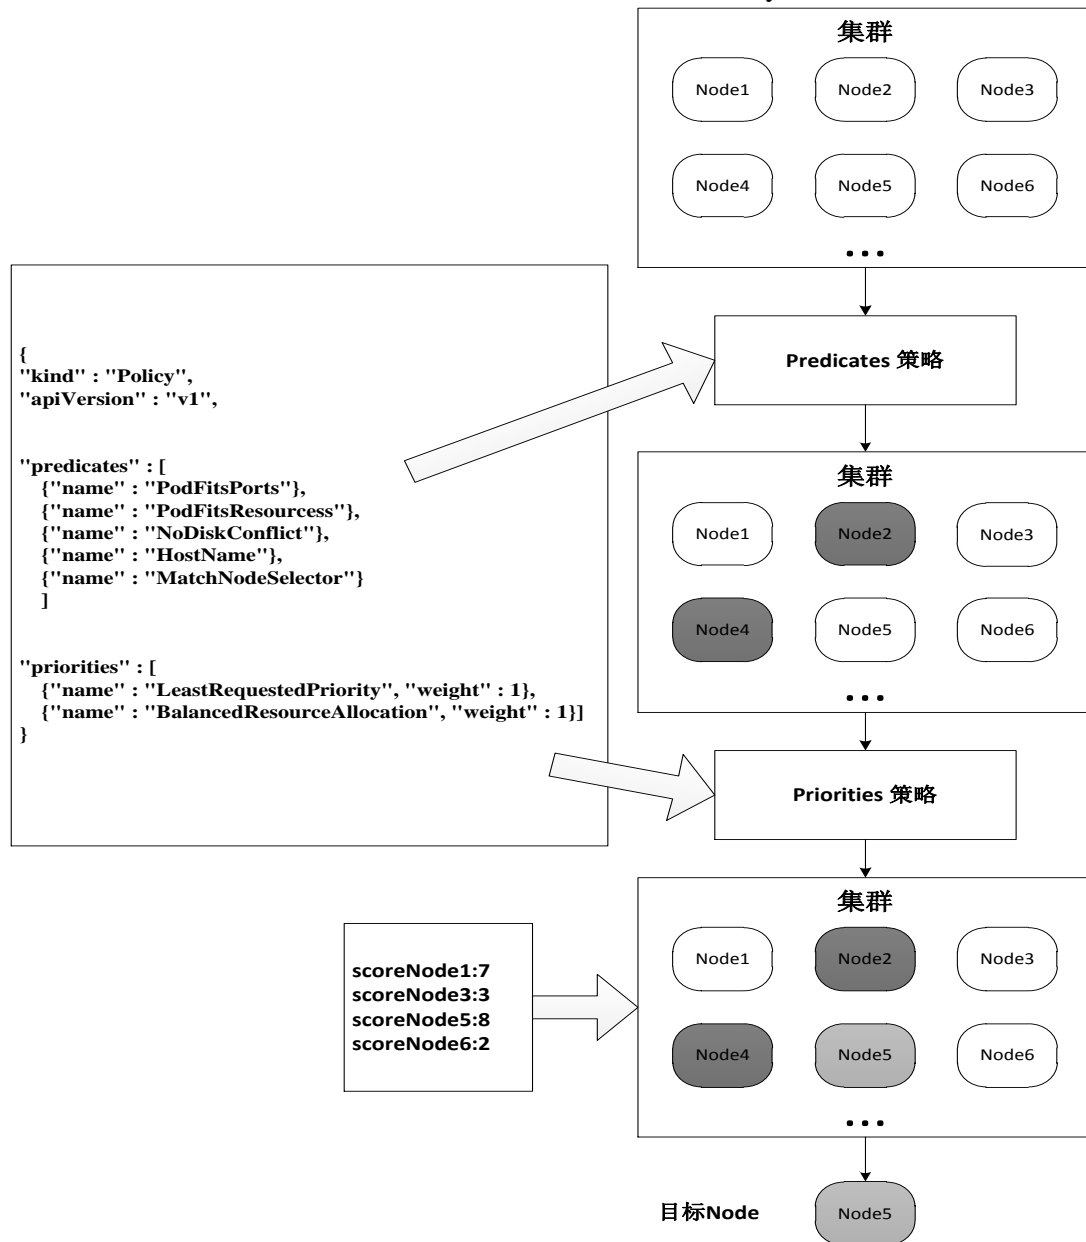 集群
Node1 Node2 Node3
Node4 Node5 Node6
...
Predicates 策略
{
"kind" : "Policy",
"apiVersion" : "v1",
"predicates" : [
{"name" : "PodFitsPorts"},
{"name" : "PodFitsResourcess"},
{"name" : "NoDiskConflict"},
{"name" : "HostName"},
{"name" : "MatchNodeSelector"}
]
"priorities" : [
{"name" : "LeastRequestedPriority", "weight" : 1},
{"name" : "BalancedResourceAllocation", "weight" : 1}]
}
集群
Node1 Node2 Node3
Node4 Node5 Node6
...
Priorities 策略
scoreNode1:7
scoreNode3:3
scoreNode5:8
scoreNode6:2
集群
Node1 Node2 Node3
Node4 Node5 Node6
...
目标Node
Node5